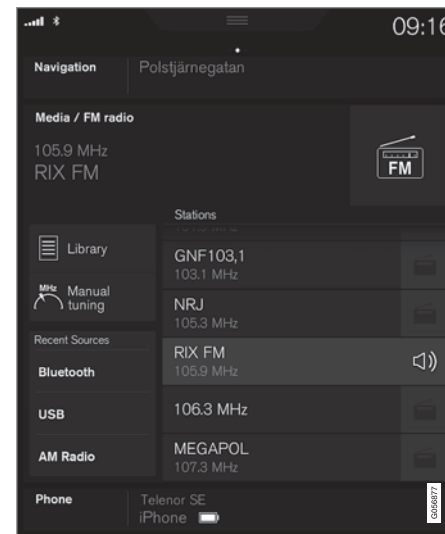 09:16
Navigation
Polstjärnegatan
Media / FM radio
105.9 MHz
RIX FM
FM
Stations
Library
MHz Manual
tuning
Recent Sources
Bluetooth
USB
AM Radio
GNF103,1
103.1 MHz
NRJ
105.3 MHz
RIX FM
105.9 MHz
106.3 MHz
MEGAPOL
107.3 MHz
Phone
Telenor SE
iPhone
G056877